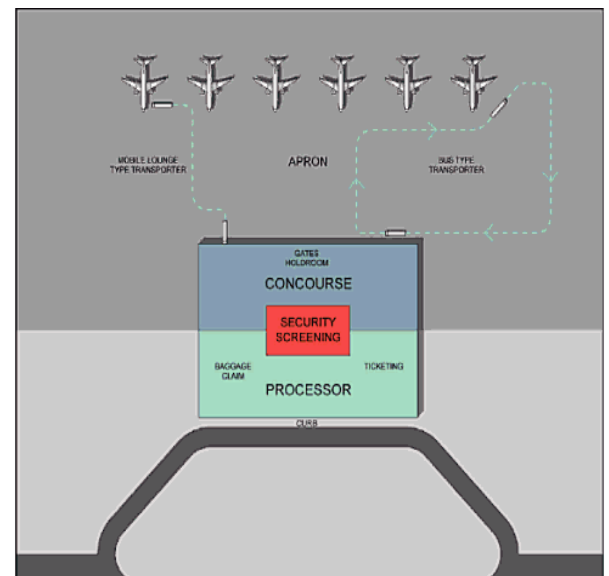 MOBILE LOUNGE
TYPE TRANSPORTER
APRON
BUS TYPE
TRANSPORTER
GATES
HOLDROOM
CONCOURSE
SECURITY
SCREENING
BAGGAGE
CLAIM
TICKETING
PROCESSOR
CURB